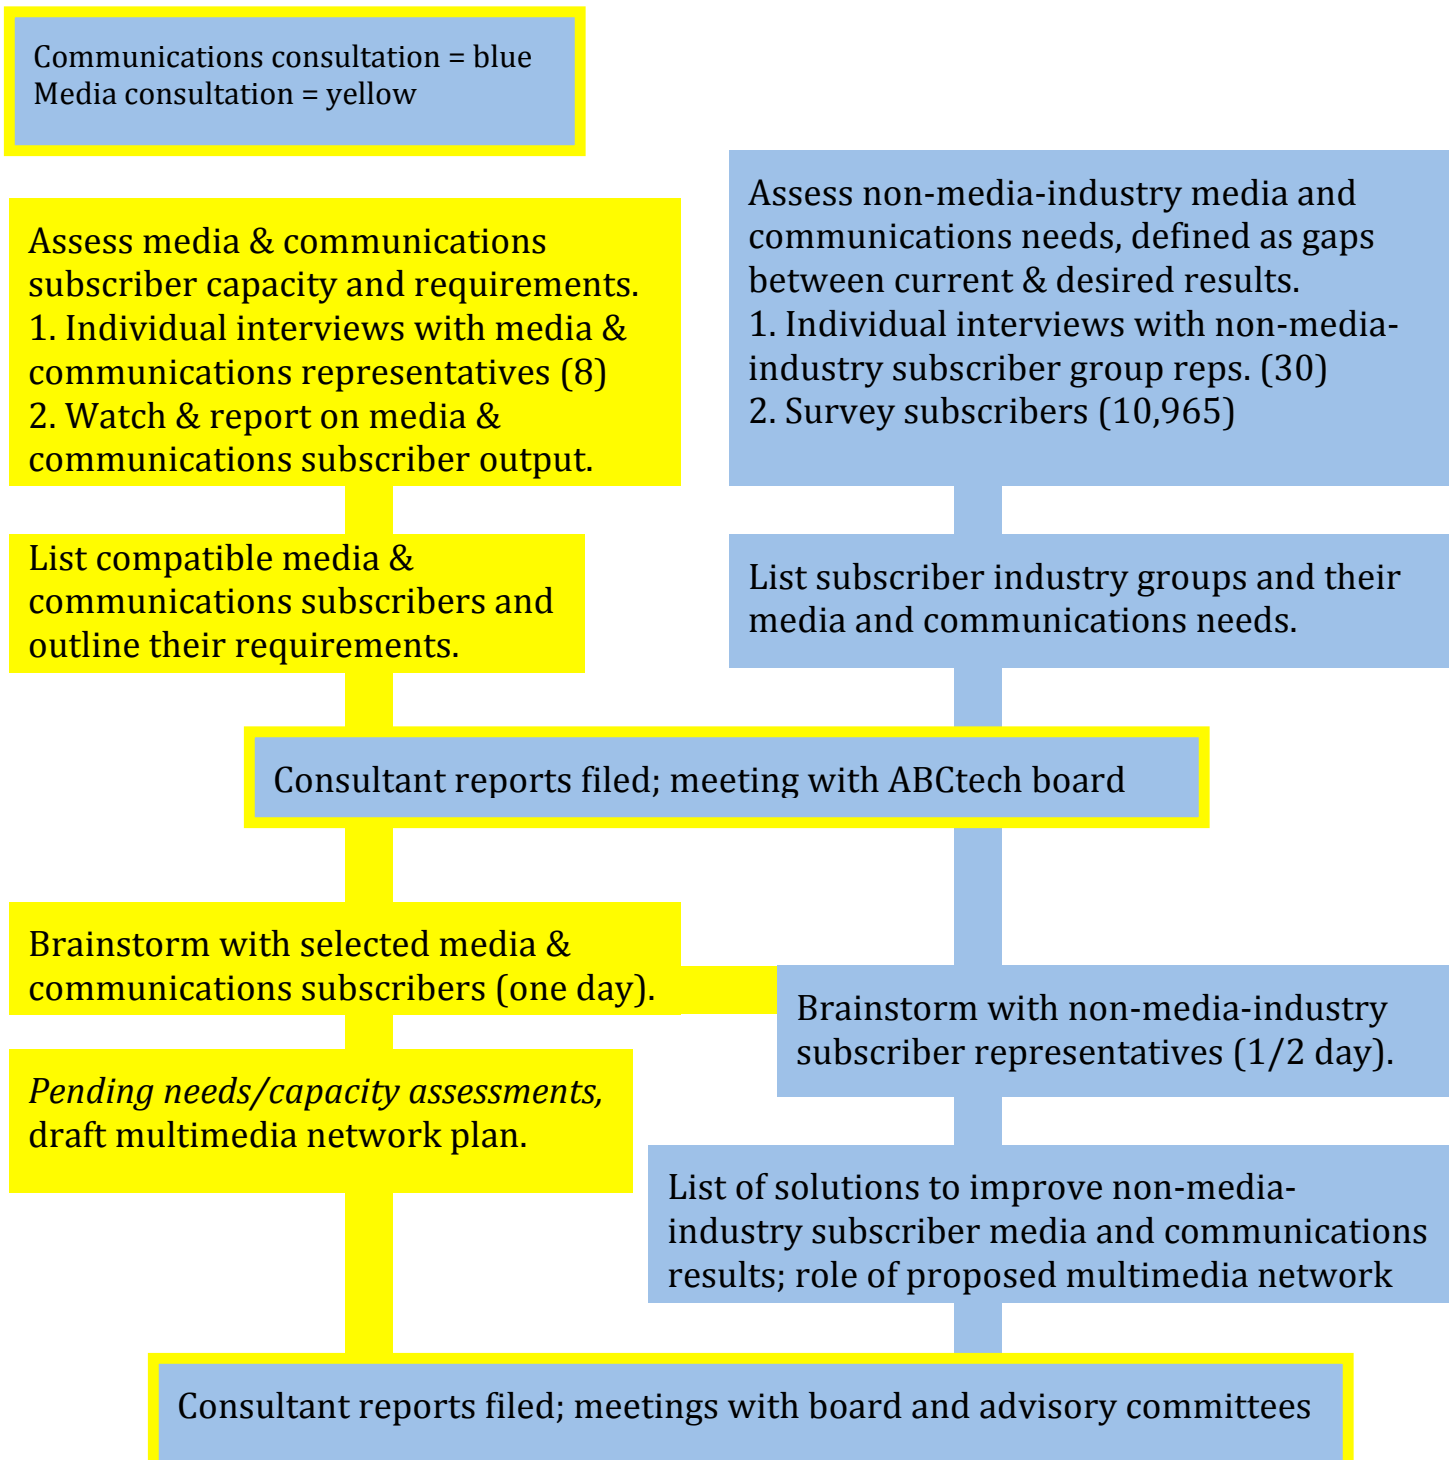 Communications consultation = blue
Media consultation = yellow
Assess media & communications
subscriber capacity and requirements.
1. Individual interviews with media &
communications representatives (8)
2. Watch & report on media &
communications subscriber output.
Assess non-media-industry media and
communications needs, defined as gaps
between current & desired results.
1. Individual interviews with non-media-
industry subscriber group reps. (30)
2. Survey subscribers (10,965)
List compatible media &
communications subscribers and
outline their requirements.
List subscriber industry groups and their
media and communications needs.
Consultant reports filed; meeting with ABCtech board
Brainstorm with selected media &
communications subscribers (one day).
Brainstorm with non-media-industry
subscriber representatives (1/2 day).
Pending needs/capacity assessments,
draft multimedia network plan.
List of solutions to improve non-media-
industry subscriber media and communications
results; role of proposed multimedia network
Consultant reports filed; meetings with board and advisory committees